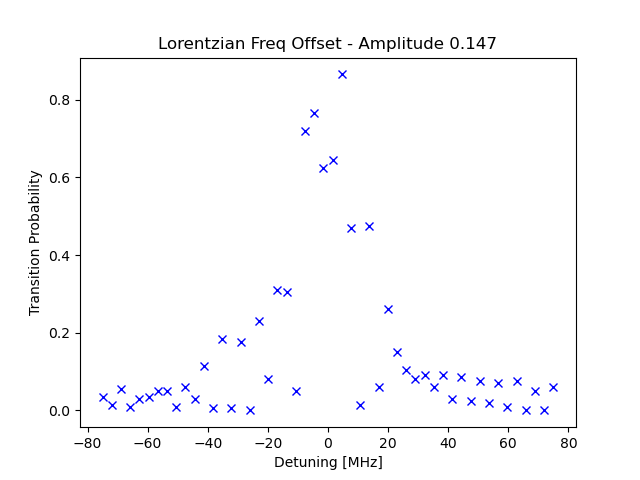 Lorentzian Freq Offset - Amplitude 0.147
Transition Probability
0.8
0.6
0.4
0.2
0.0
−80 −60 −40 −20 0 20 40 60 80
Detuning [MHz]